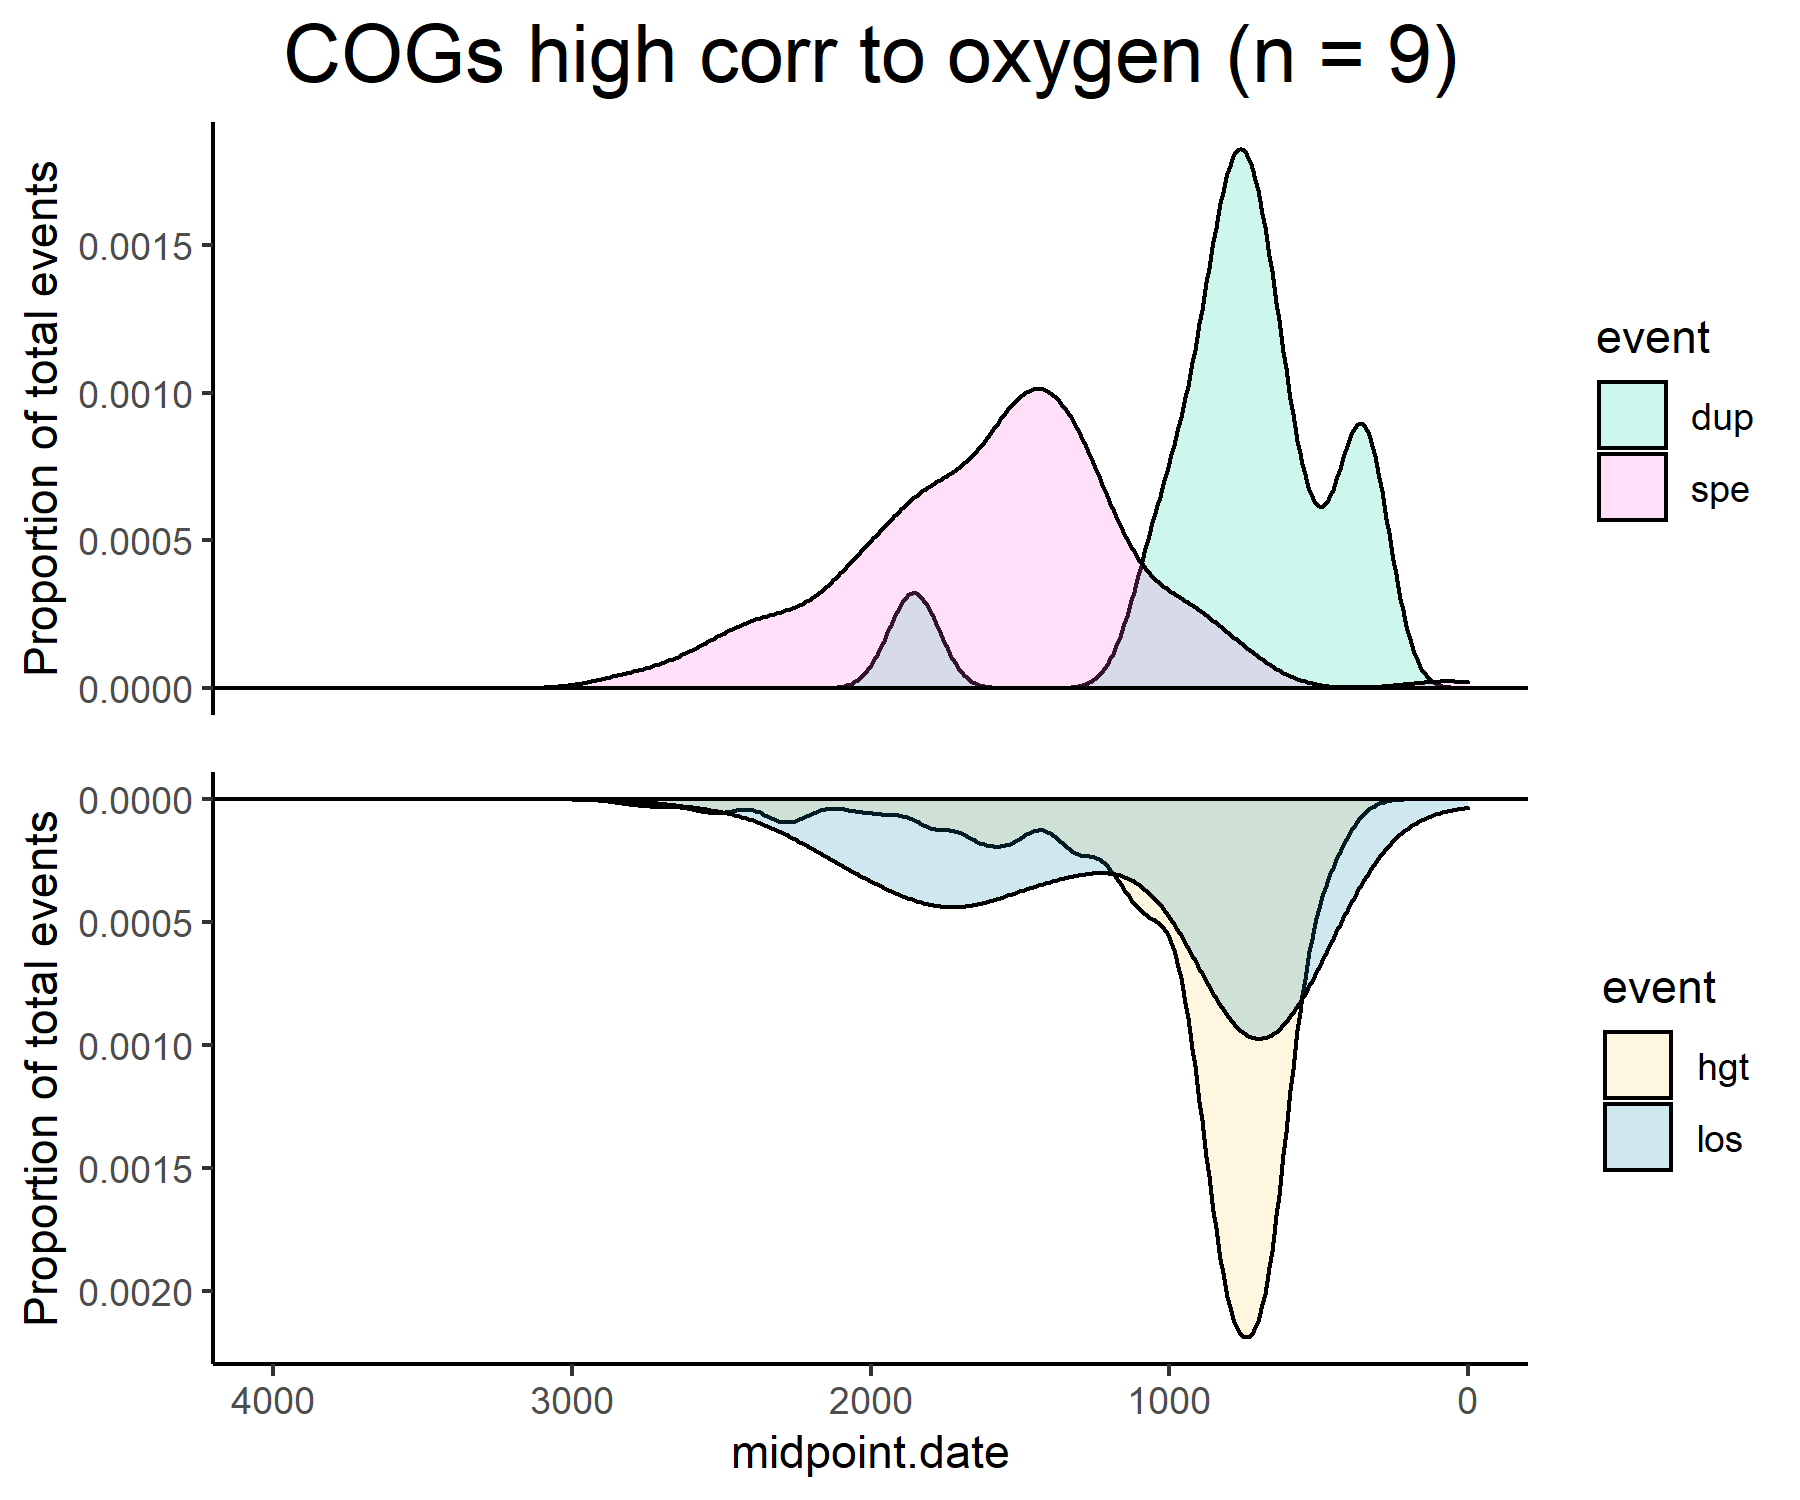 COGs high corr to oxygen (n = 9)
Proportion of total events
0.0015
0.0010
0.0005
0.0000
event
dup
spe
Proportion of total events
0.0000
0.0005
0.0010
0.0015
0.0020
event
hgt
los
4000 3000 2000 1000 0
midpoint.date